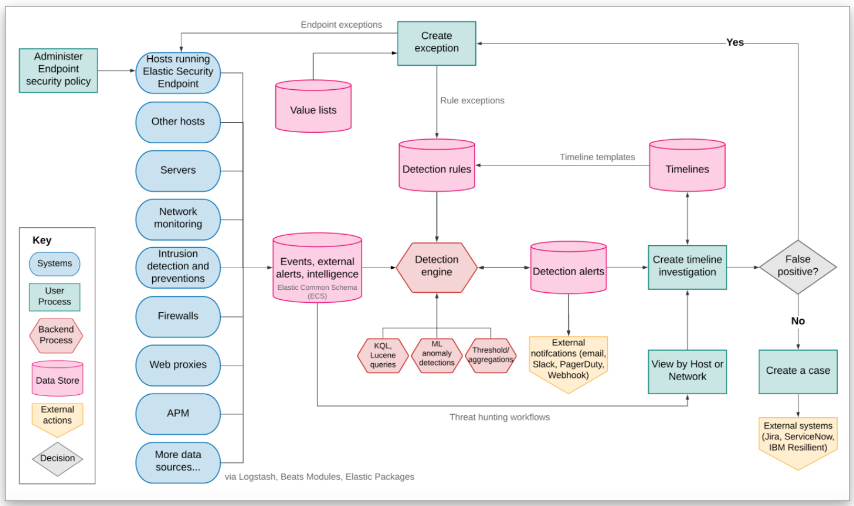 Endpoint exceptions
Create
exception
Yes
Administer
Endpoint
security policy
Hosts running
Elastic Security
Endpoint
Value lists
Rule exceptions
Other hosts
Servers
Detection rules
Timeline templates
Timelines
Network
monitoring
Key
Systems
User
Process
Backend
Process
Data Store
External
actions
Decision
Intrusion
detection and
preventions
Events, external
alerts, intelligence
Elastic Common Schema
(ECS)
Detection
engine
Detection alerts
Create timeline
investigation
False
positive?
Firewalls
Web proxies
APM
More data
sources...
KQL,
Lucene
queries
ML
anomaly
detections
Threshold/
aggregations
External
notifcations (email,
Slack, PagerDuty,
Webhook)
View by Host or
Network
No
Create a case
Threat hunting workflows
External systems
(Jira, ServiceNow,
IBM Resillient)
via Logstash, Beats Modules, Elastic Packages